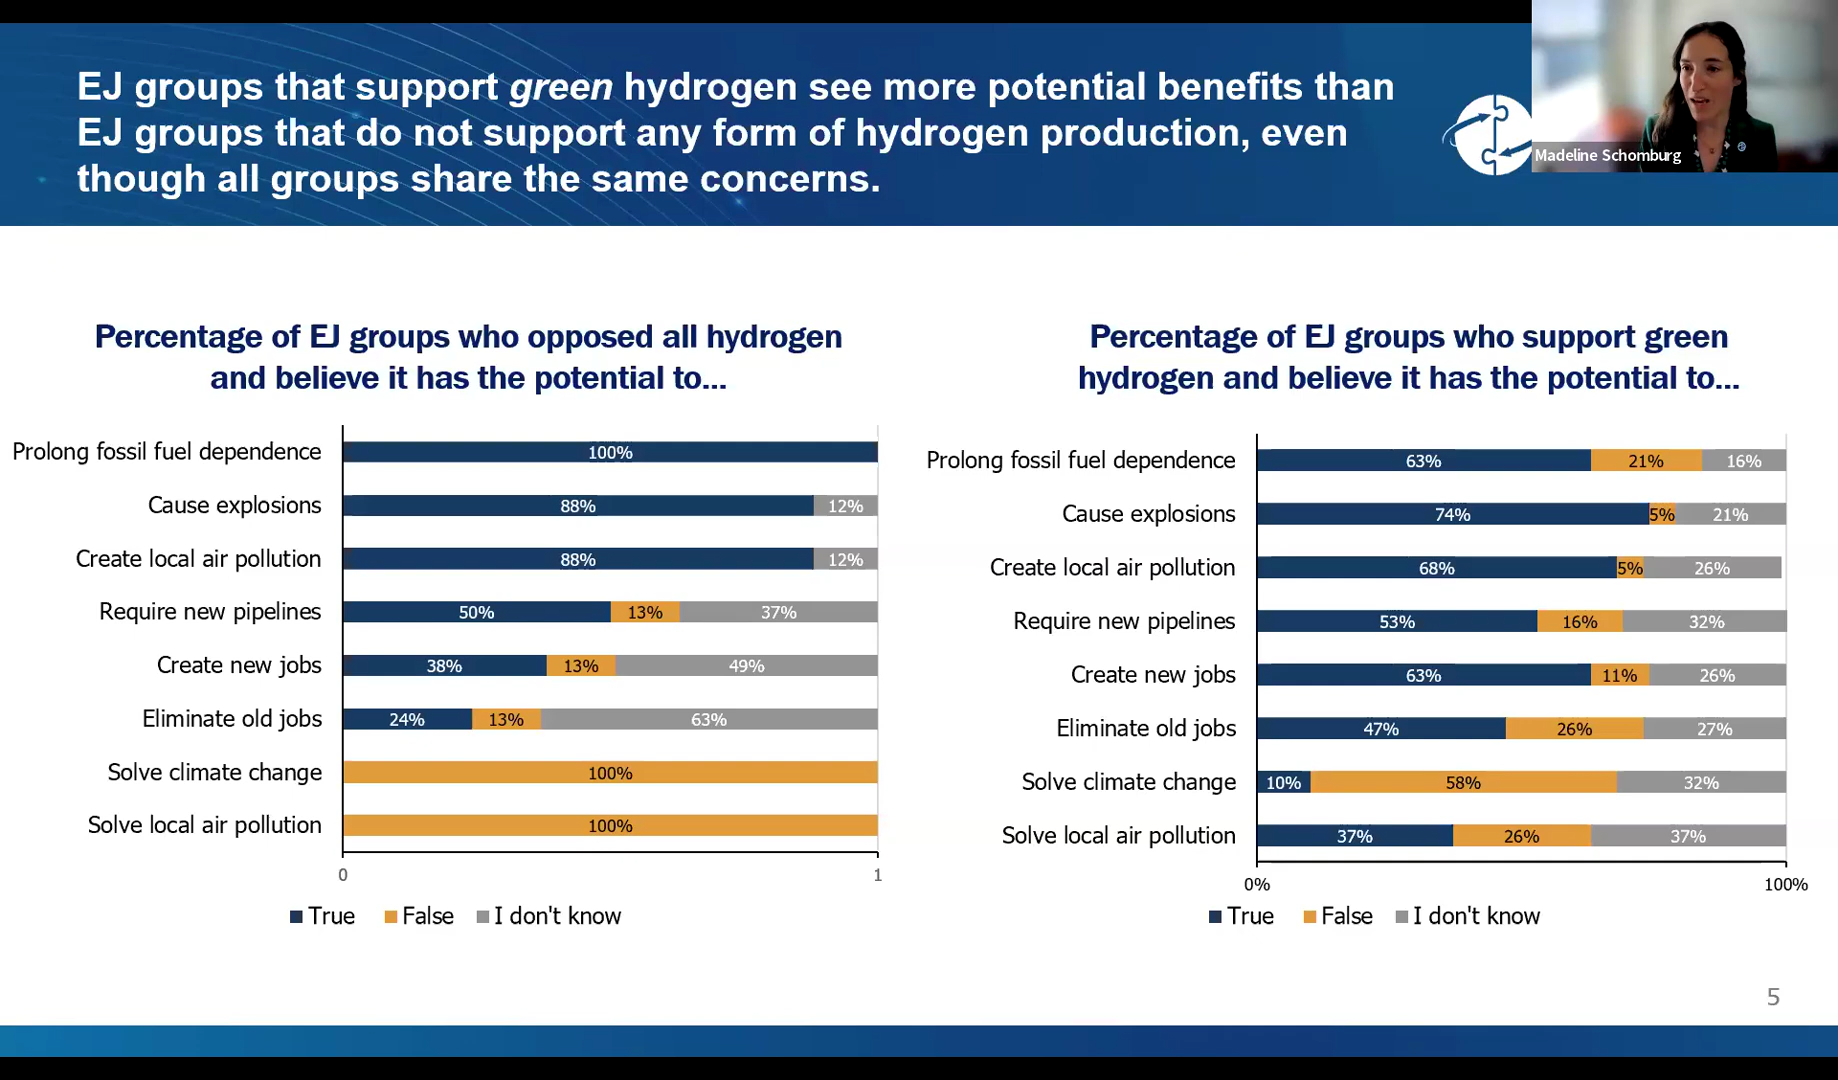 EJ groups that support green hydrogen see more potential benefits than
EJ groups that do not support any form of hydrogen production, even
though all groups share the same concerns.
Madeline Schomburg
Percentage of EJ groups who opposed all hydrogen
and believe it has the potential to...
Prolong fossil fuel dependence 100%
Cause explosions 88% 12%
Create local air pollution 88% 12%
Require new pipelines 50% 13% 37%
Create new jobs 38% 13% 49%
Eliminate old jobs 24% 13% 63%
Solve climate change 100%
Solve local air pollution 100%
0 1
True False I don't know
Percentage of EJ groups who support green
hydrogen and believe it has the potential to...
Prolong fossil fuel dependence 63% 21% 16%
Cause explosions 74% 5% 21%
Create local air pollution 68% 5% 26%
Require new pipelines 53% 16% 32%
Create new jobs 63% 11% 26%
Eliminate old jobs 47% 26% 27%
Solve climate change 10% 58% 32%
Solve local air pollution 37% 26% 37%
0% 100%
True False I don't know
5